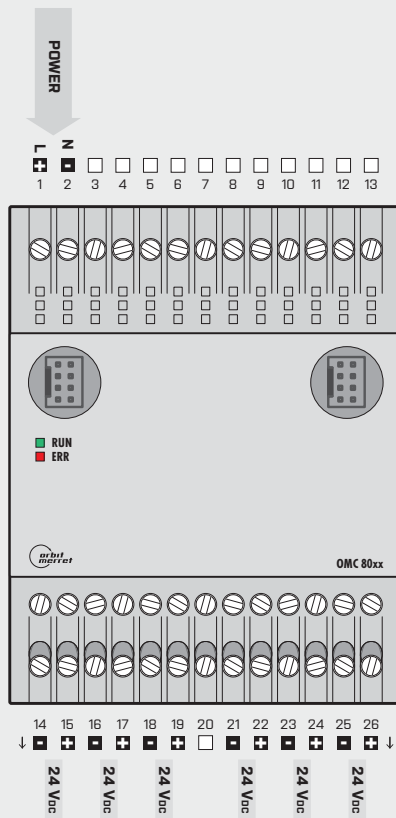 POWER
L N
+ -
1 2 3 4 5 6 7 8 9 10 11 12 13
RUN
ERR
orbit
merret
OMC 80xx
14 15 16 17 18 19 20 21 22 23 24 25 26
↓ - + - + - + - + - + - + ↓
24 VDC 24 VDC 24 VDC 24 VDC 24 VDC 24 VDC